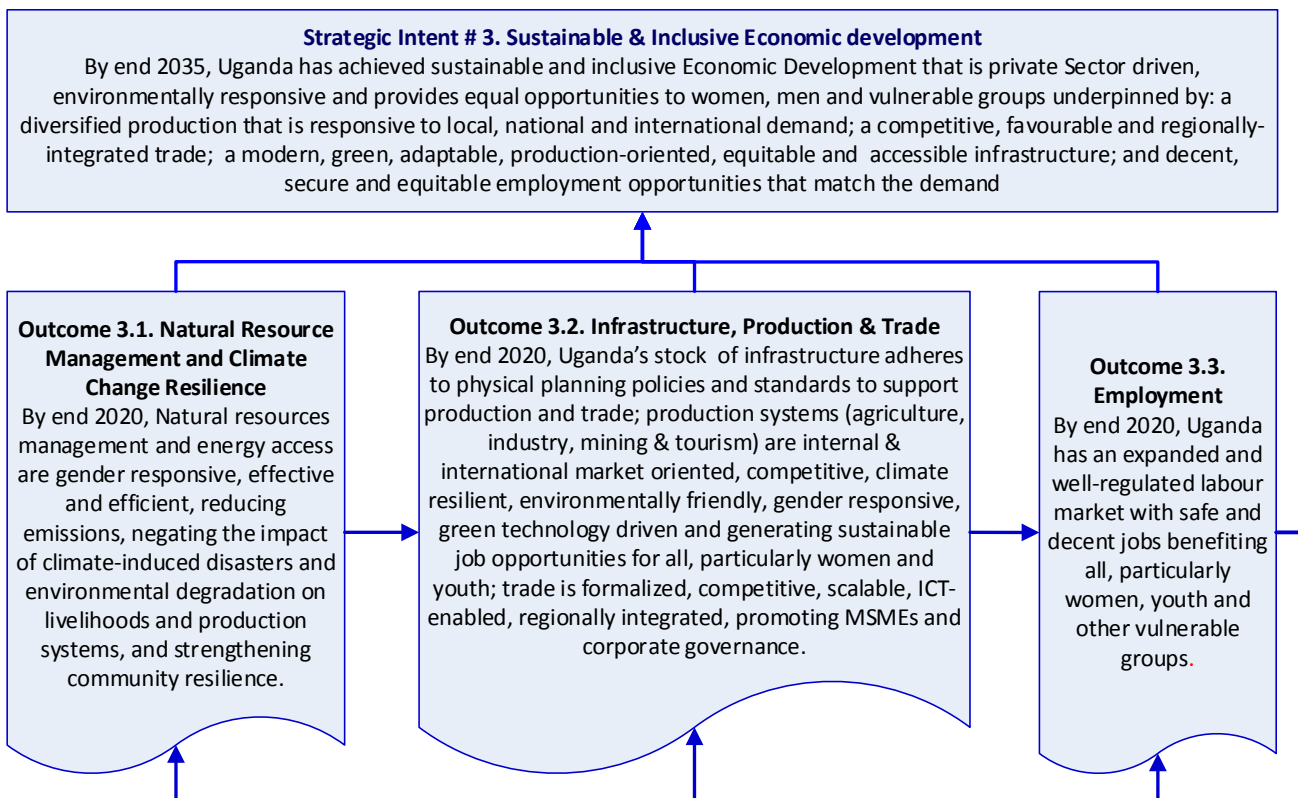 Strategic Intent # 3. Sustainable & Inclusive Economic development
By end 2035, Uganda has achieved sustainable and inclusive Economic Development that is private Sector driven,
environmentally responsive and provides equal opportunities to women, men and vulnerable groups underpinned by: a
diversified production that is responsive to local, national and international demand; a competitive, favourable and regionally-
integrated trade; a modern, green, adaptable, production-oriented, equitable and accessible infrastructure; and decent,
secure and equitable employment opportunities that match the demand
Outcome 3.1. Natural Resource
Management and Climate
Change Resilience
By end 2020, Natural resources
management and energy access
are gender responsive, effective
and efficient, reducing
emissions, negating the impact
of climate-induced disasters and
environmental degradation on
livelihoods and production
systems, and strengthening
community resilience.
Outcome 3.2. Infrastructure, Production & Trade
By end 2020, Uganda's stock of infrastructure adheres
to physical planning policies and standards to support
production and trade; production systems (agriculture,
industry, mining & tourism) are internal &
international market oriented, competitive, climate
resilient, environmentally friendly, gender responsive,
green technology driven and generating sustainable
job opportunities for all, particularly women and
youth; trade is formalized, competitive, scalable, ICT-
enabled, regionally integrated, promoting MSMEs and
corporate governance.
Outcome 3.3.
Employment
By end 2020, Uganda
has an expanded and
well-regulated labour
market with safe and
decent jobs benefiting
all, particularly
women, youth and
other vulnerable
groups.